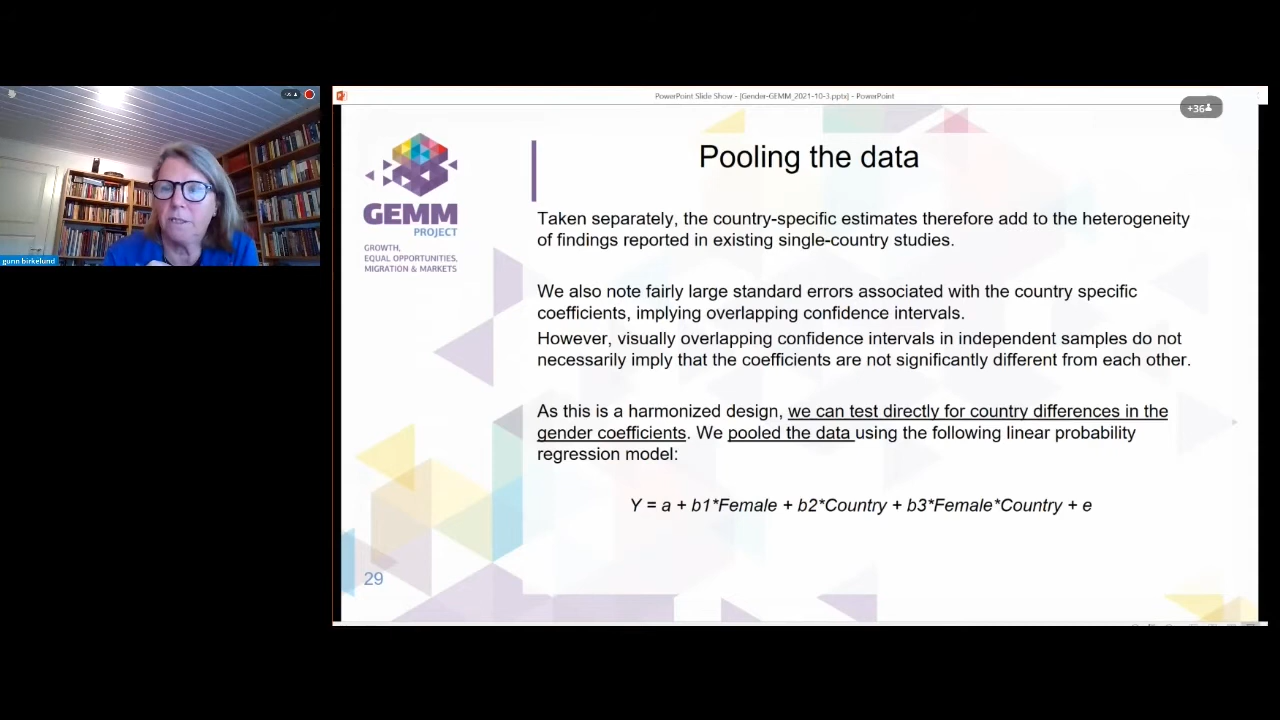 gunn birkelund
PowerPoint Slide Show - [Gender-GEMM_2021-10-3.pptx] - PowerPoint
+36
GEMM
PROJECT
GROWTH,
EQUAL OPPORTUNITIES,
MIGRATION & MARKETS
Pooling the data
Taken separately, the country-specific estimates therefore add to the heterogeneity
of findings reported in existing single-country studies.
We also note fairly large standard errors associated with the country specific
coefficients, implying overlapping confidence intervals.
However, visually overlapping confidence intervals in independent samples do not
necessarily imply that the coefficients are not significantly different from each other.
As this is a harmonized design, we can test directly for country differences in the
gender coefficients. We pooled the data using the following linear probability
regression model:
Y = a + b1*Female + b2*Country + b3*Female*Country + e
29